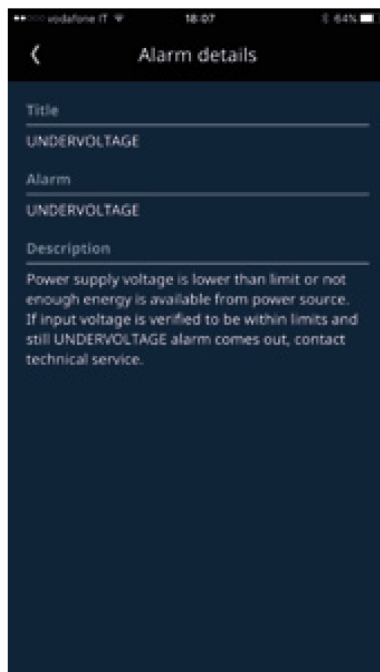 vodafone IT 18:07 64%
Alarm details
Title
UNDERVOLTAGE
Alarm
UNDERVOLTAGE
Description
Power supply voltage is lower than limit or not
enough energy is available from power source.
If input voltage is verified to be within limits and
still UNDERVOLTAGE alarm comes out, contact
technical service.